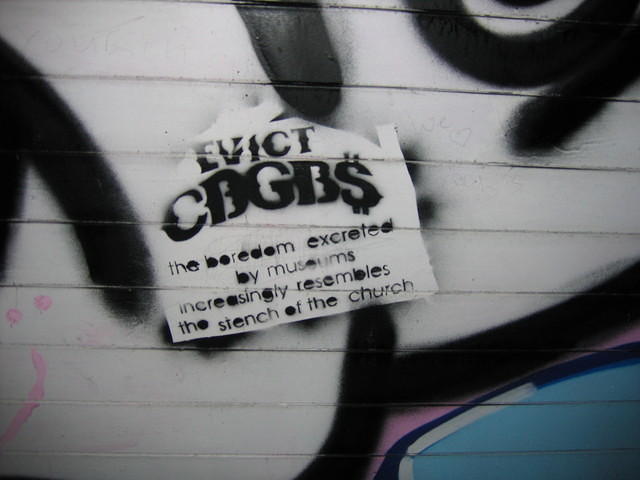 EVICT
CBGB$
the boredom excreted
by museums
increasingly resembles
the stench of the church